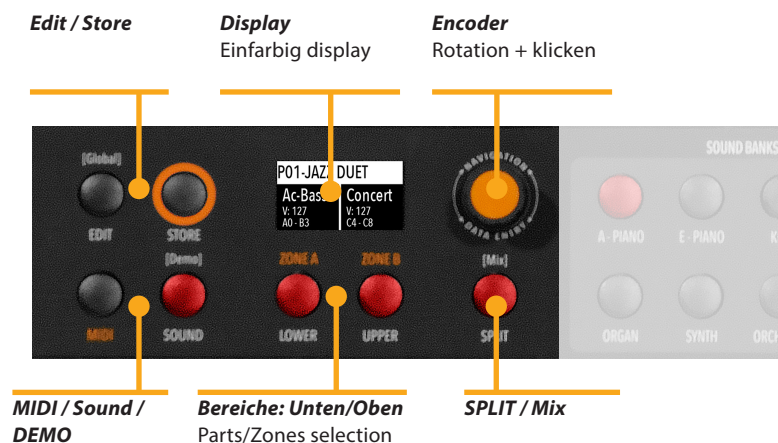 Edit / Store
Display
Einfarbig display
Encoder
Rotation + klicken
[Global]
EDIT
STORE
P01-JAZZ DUET
Ac-Bass
V: 127
A0 - B3
Concert
V: 127
C4 - C8
NAVIGATION
DATA ENTRY
SOUND BANKS
A - PIANO
E - PIANO
K
MIDI
[Demo]
SOUND
ZONE A
LOWER
ZONE B
UPPER
[Mix]
SPLIT
ORGAN
SYNTH
ORCH
MIDI / Sound /
DEMO
Bereiche: Unten/Oben
Parts/Zones selection
SPLIT / Mix